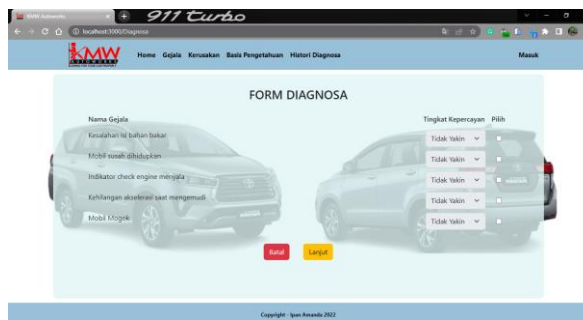 KMW Autoworks
911 Turbo
localhost:3000/Diagnosa
KMW
AUTOWORKS
Home Gejala Kerusakan Basis Pengetahuan Histori Diagnosa Masuk
FORM DIAGNOSA
Nama Gejala Tingkat Kepercayan Pilih
Kesalahan isi bahan bakar Tidak Yakin
Mobil susah dihidupkan Tidak Yakin
Indikator check engine menyala Tidak Yakin
Kehilangan akselerasi saat mengemudi Tidak Yakin
Mobil Mogok Tidak Yakin
Batal Lanjut
Copyright - Ipan Amanda 2022